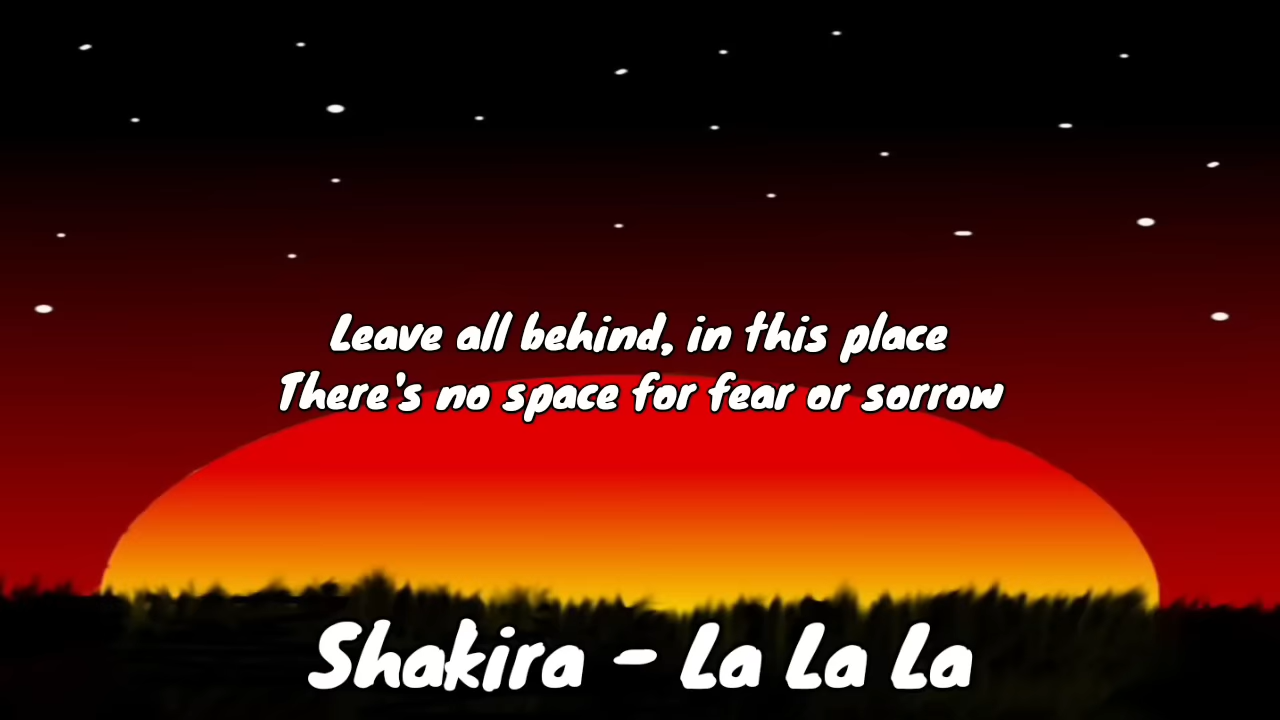 Leave all behind, in this place
There's no space for fear or sorrow
Shakira - La La La